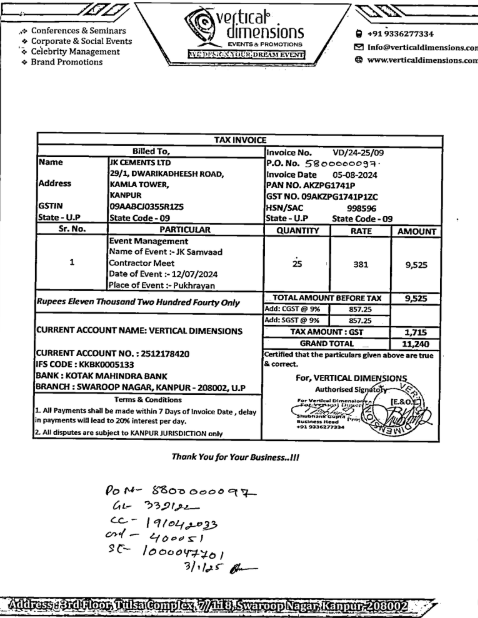 vertical dimensions
EVENTS & PROMOTIONS
WE DESIGN YOUR DREAM EVENT
Conferences & Seminars
Corporate & Social Events
Celebrity Management
Brand Promotions
+91 9336277334
info@verticaldimensions.com
www.verticaldimensions.com
TAX INVOICE
Billed To,
Name JK CEMENTS LTD
Address 29/1, DWARIKADHEESH ROAD,
KAMLA TOWER,
KANPUR
GSTIN 09AABCJ0355R1Z5
State - U.P State Code - 09
Invoice No. VD/24-25/09
P.O. No. 5800000097.
Invoice Date 05-08-2024
PAN NO. AKZPG1741P
GST NO. 09AKZPG1741P1ZC
HSN/SAC 998596
State - U.P State Code - 09
Sr. No. PARTICULAR QUANTITY RATE AMOUNT
1 Event Management 25 381 9,525
Name of Event :- JK Samvaad
Contractor Meet
Date of Event :- 12/07/2024
Place of Event :- Pukhrayan
Rupees Eleven Thousand Two Hundred Fourty Only
TOTAL AMOUNT BEFORE TAX 9,525
Add: CGST @ 9% 857.25
Add: SGST @ 9% 857.25
TAX AMOUNT : GST 1,715
GRAND TOTAL 11,240
CURRENT ACCOUNT NAME: VERTICAL DIMENSIONS
CURRENT ACCOUNT NO. : 2512178420
IFS CODE : KKBK0005133
BANK : KOTAK MAHINDRA BANK
BRANCH : SWAROOP NAGAR, KANPUR - 208002, U.P
Certified that the particulars given above are true
& correct.
For, VERTICAL DIMENSIONS
Authorised Signatory
[E.& O.E]
For Vertical Dimensions
Shubhank Gupta
Business Head
+91 9336277334
Terms & Conditions
1. All Payments shall be made within 7 Days of Invoice Date , delay
in payments will lead to 20% interest per day.
2. All disputes are subject to KANPUR JURISDICTION only
Thank You for Your Business..!!!
PO N- 8800000097
GL- 332122
CC- 191042033
ord - 400051
SE- 1000047701
3/1/25
Address : 3rd Floor, Tulsa Complex, 7/118, Swaroop Nagar, Kanpur-208002